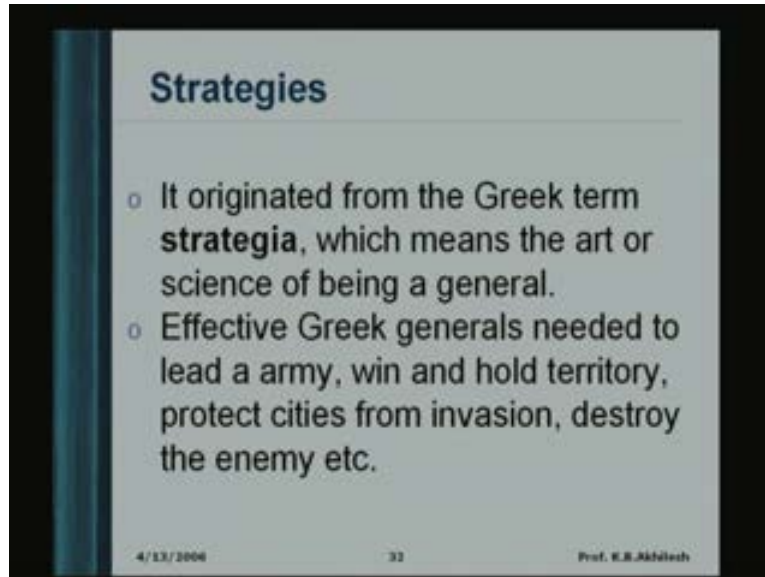 Strategies
o It originated from the Greek term
strategia, which means the art or
science of being a general.
o Effective Greek generals needed to
lead a army, win and hold territory,
protect cities from invasion, destroy
the enemy etc.
4/13/2006 32 Prof. K.B.Akhilesh